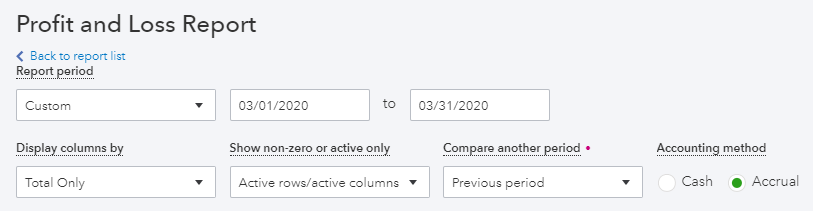 Profit and Loss Report
Back to report list
Report period
Custom 03/01/2020 to 03/31/2020
Display columns by Show non-zero or active only Compare another period • Accounting method
Total Only Active rows/active columns Previous period Cash Accrual